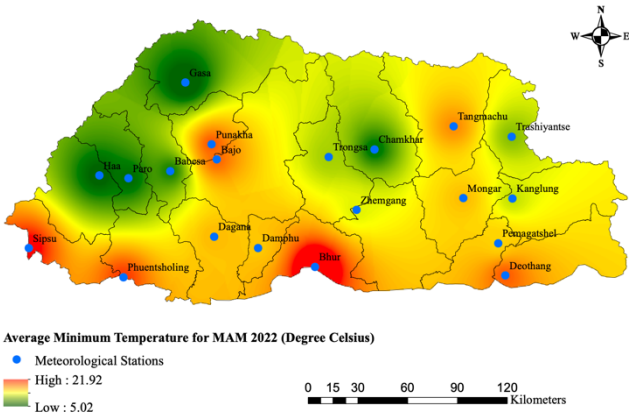 N
W E
S
Gasa
Tangmachu
Punakha
Trashiyantse
Bajo
Chamkhar
Trongsa
Babesa
Haa
Paro
Mongar
Kanglung
Zhemgang
Dagana
Damphu
Pemagatshel
Sipsu
Bhur
Deothang
Phuentsholing
Average Minimum Temperature for MAM 2022 (Degree Celsius)
Meteorological Stations
High : 21.92
Low : 5.02
0 15 30 60 90 120
Kilometers